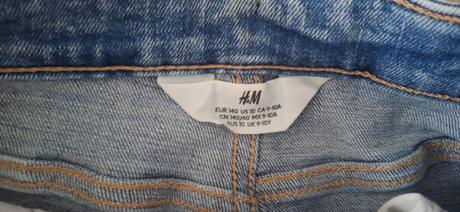 H&M
EUR 140 US 10 CA 9-10A
CN 140/60 MX 9-10A
AUS 10 UK 9-10Y